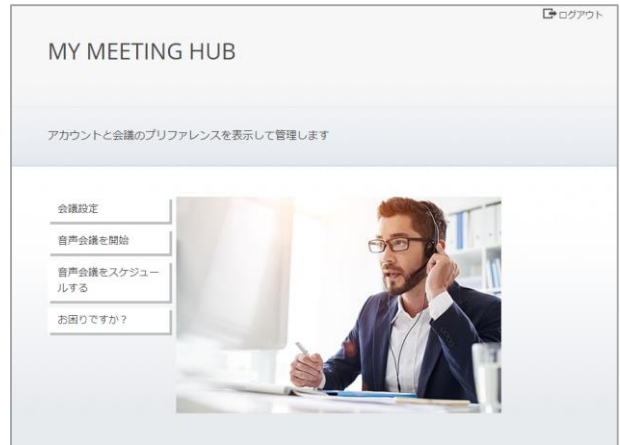 ログアウト
MY MEETING HUB
アカウントと会議のプリファレンスを表示して管理します
会議設定
音声会議を開始
音声会議をスケジュー
ルする
お困りですか？